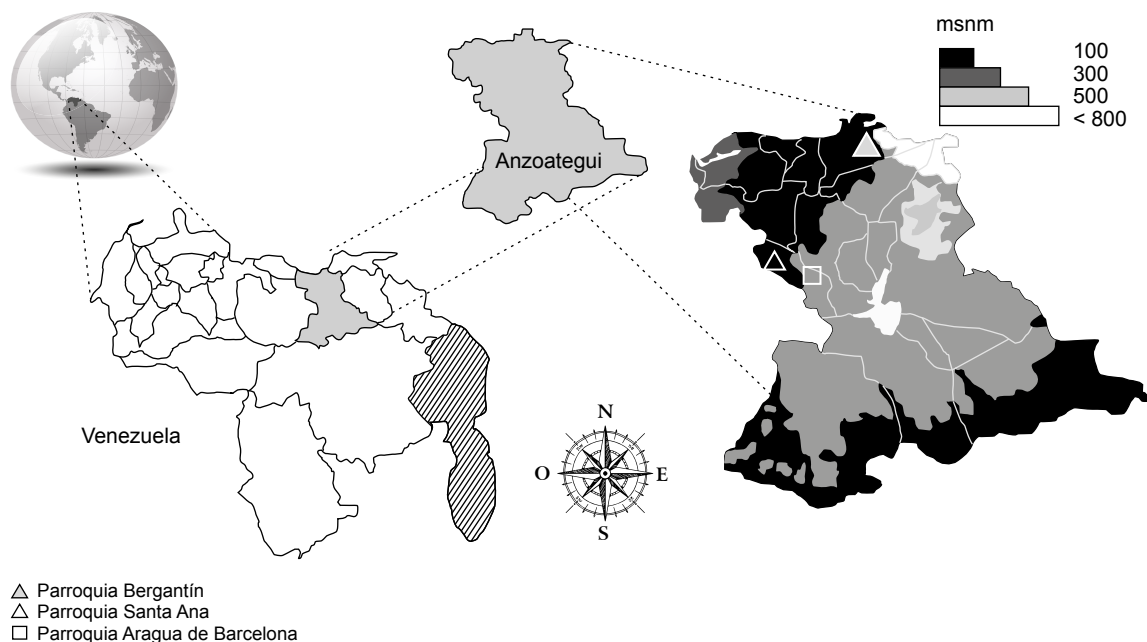 msnm
100
300
500
< 800
Anzoategui
Venezuela
N
O
E
S
Parroquia Bergantín
Parroquia Santa Ana
Parroquia Aragua de Barcelona